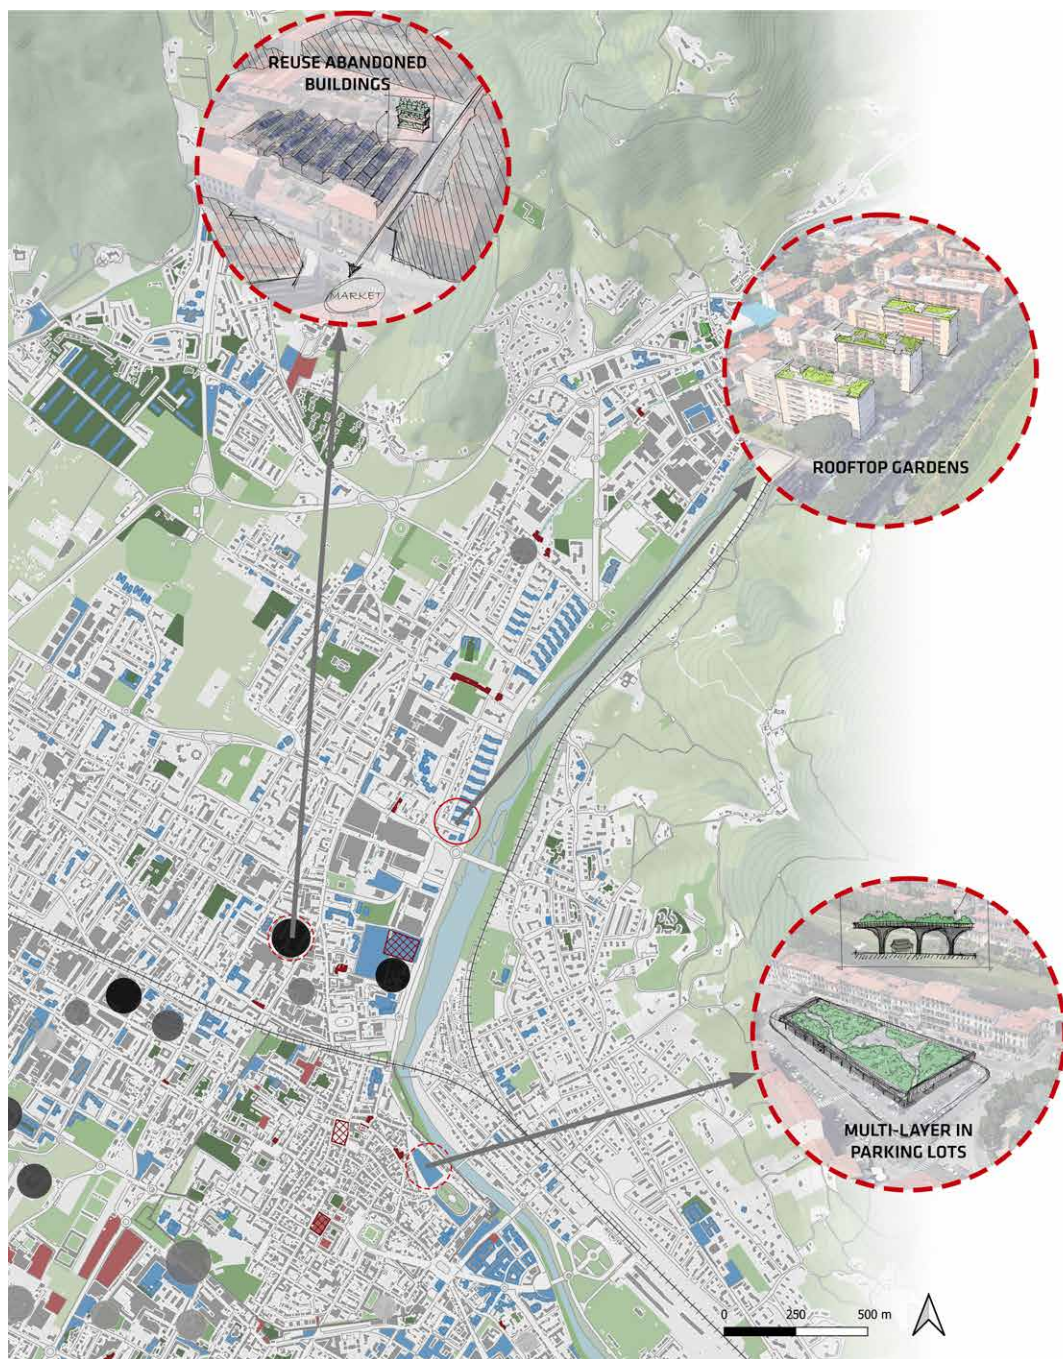 REUSE ABANDONED
BUILDINGS
MARKET
ROOFTOP GARDENS
MULTI-LAYER IN
PARKING LOTS
0 250 500 m